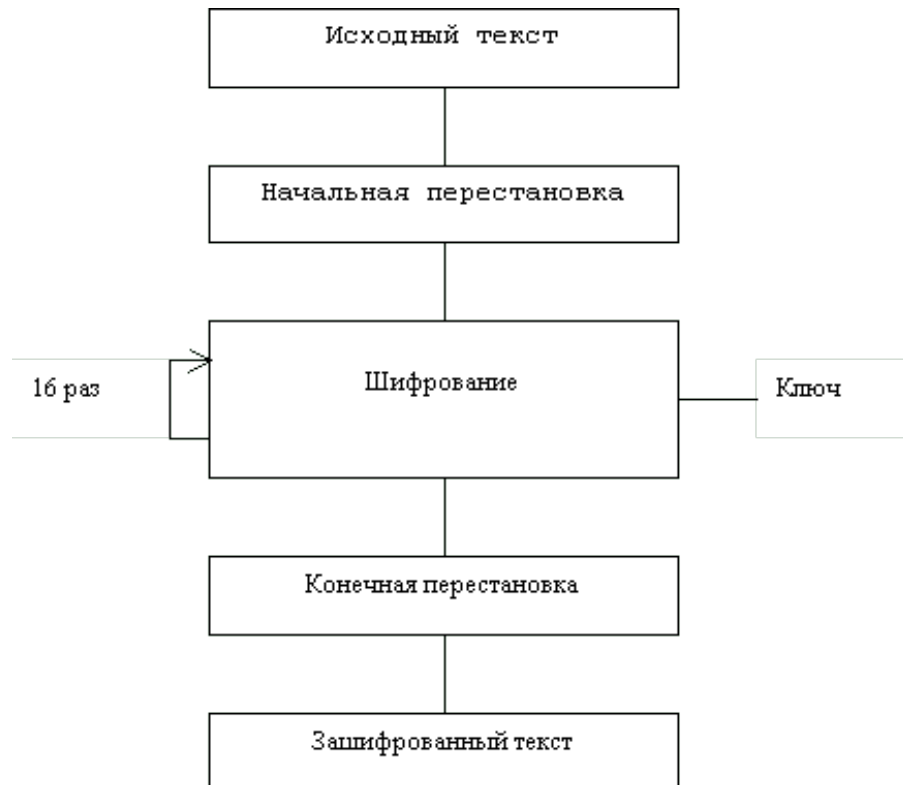 Исходный текст
Начальная перестановка
Шифрование
16 раз
Ключ
Конечная перестановка
Зашифрованный текст